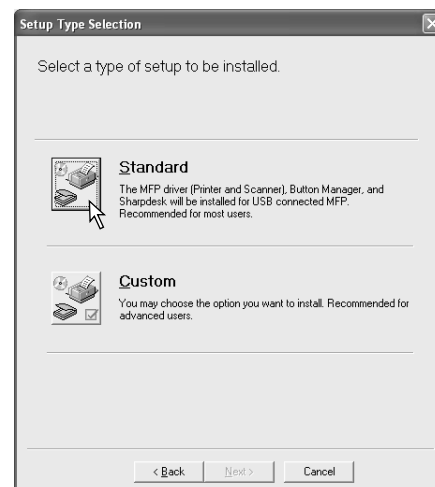 Setup Type Selection
Select a type of setup to be installed.
Standard
The MFP driver (Printer and Scanner), Button Manager, and
Sharpdesk will be installed for USB connected MFP.
Recommended for most users.
Custom
You may choose the option you want to install. Recommended for
advanced users.
< Back Next > Cancel